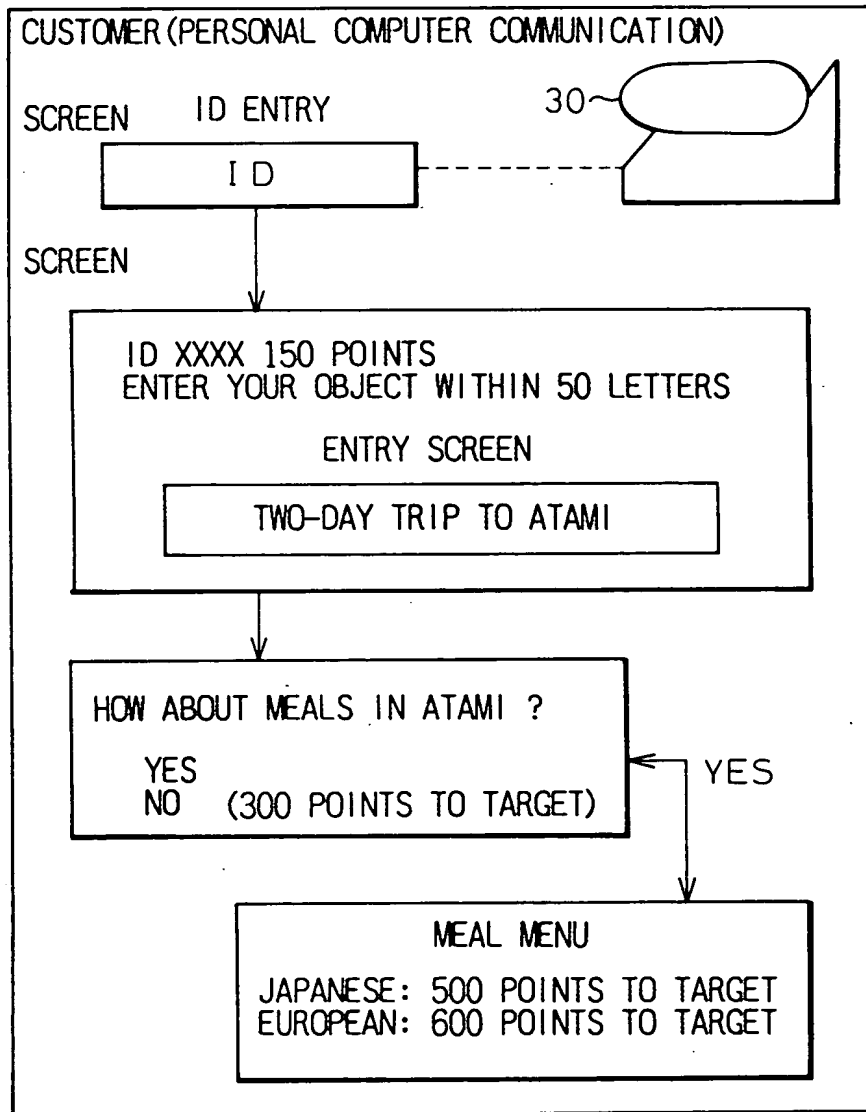 CUSTOMER (PERSONAL COMPUTER COMMUNICATION)
30
SCREEN ID ENTRY
ID
SCREEN
ID XXXX 150 POINTS
ENTER YOUR OBJECT WITHIN 50 LETTERS
ENTRY SCREEN
TWO-DAY TRIP TO ATAMI
HOW ABOUT MEALS IN ATAMI ?
YES
NO (300 POINTS TO TARGET)
YES
MEAL MENU
JAPANESE: 500 POINTS TO TARGET
EUROPEAN: 600 POINTS TO TARGET